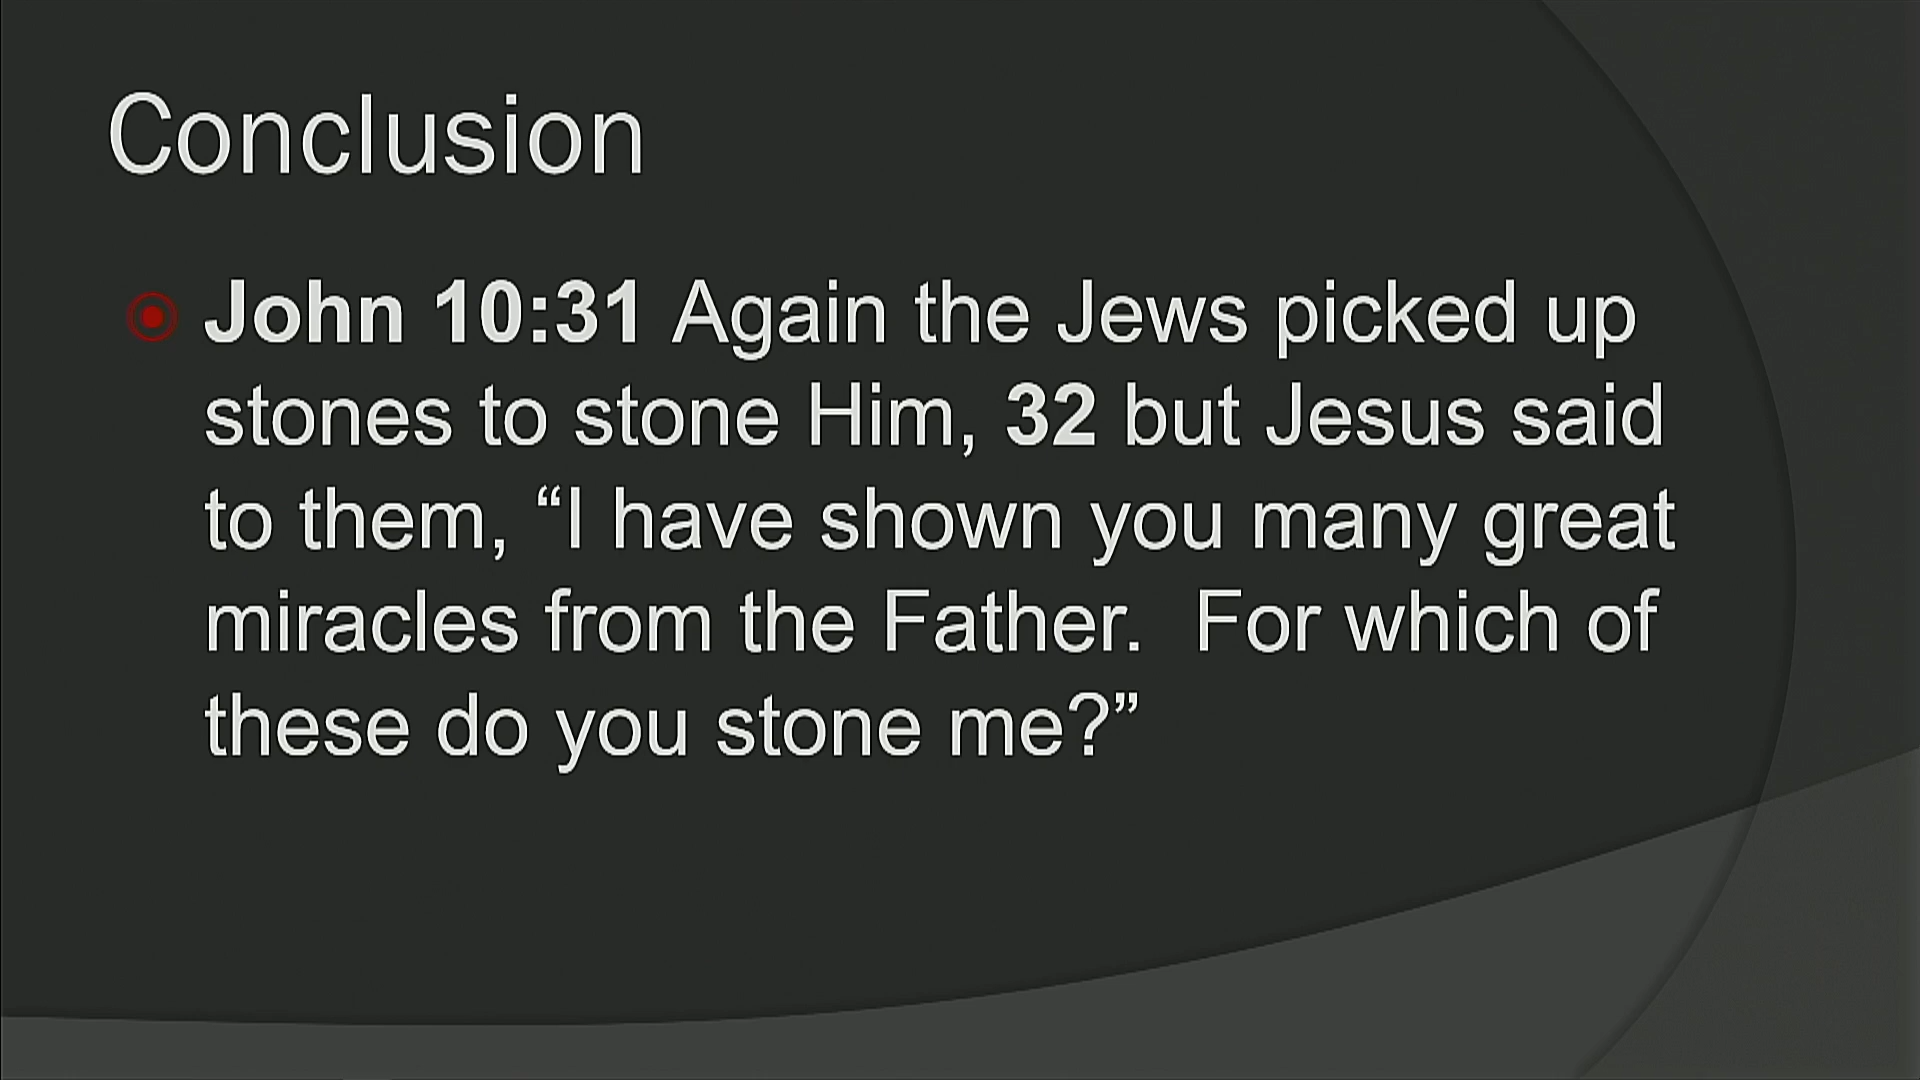 Conclusion
John 10:31 Again the Jews picked up
stones to stone Him, 32 but Jesus said
to them, “I have shown you many great
miracles from the Father.  For which of
these do you stone me?”